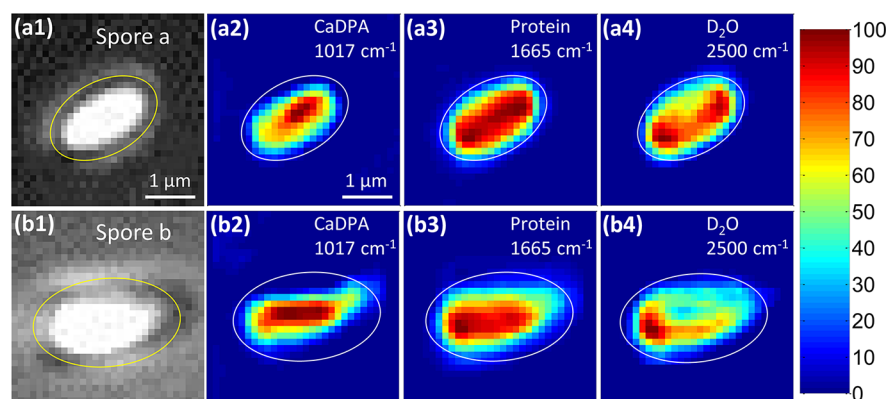 (a1) Spore a
1 µm
(a2) CaDPA
1017 cm⁻¹
1 µm
(a3) Protein
1665 cm⁻¹
(a4) D₂O
2500 cm⁻¹
(b1) Spore b
(b2) CaDPA
1017 cm⁻¹
(b3) Protein
1665 cm⁻¹
(b4) D₂O
2500 cm⁻¹
100
90
80
70
60
50
40
30
20
10
0